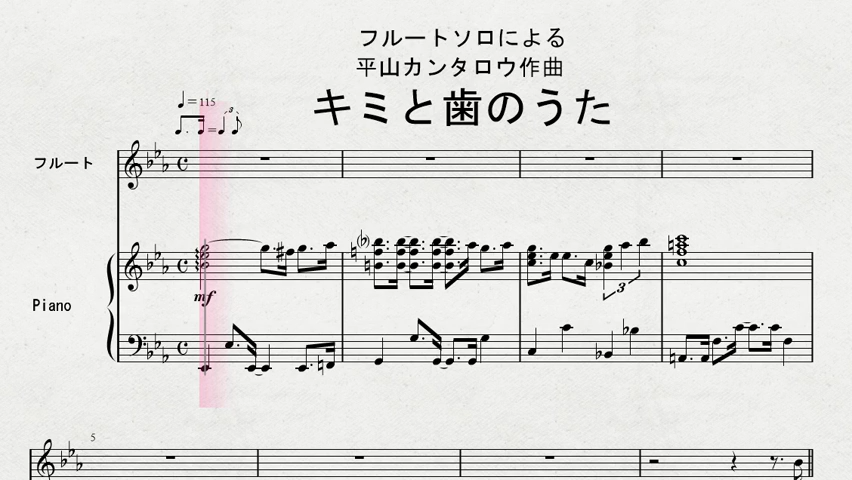 フルートソロによる
平山カンタロウ作曲
キミと歯のうた
♩=115
3
フルート
Piano
mf
3
5